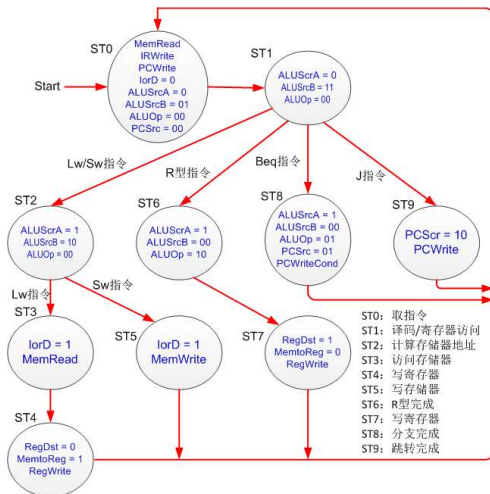 ST0
MemRead
IRWrite
PCWrite
IorD = 0
ALUSrcA = 0
ALUSrcB = 01
ALUOp = 00
PCSrc = 00
Start
ST1
ALUScrA = 0
ALUSrcB = 11
ALUOp = 00
Lw/Sw指令
R型指令
Beq指令
J指令
ST2
ALUScrA = 1
ALUSrcB = 10
ALUOp = 00
ST6
ALUScrA = 1
ALUSrcB = 00
ALUOp = 10
ST8
ALUSrcA = 1
ALUSrcB = 00
ALUOp = 01
PCSrc = 01
PCWriteCond
ST9
PCScr = 10
PCWrite
Lw指令
Sw指令
ST3
IorD = 1
MemRead
ST5
IorD = 1
MemWrite
ST7
RegDst = 1
MemtoReg = 0
RegWrite
ST4
RegDst = 0
MemtoReg = 1
RegWrite
ST0: 取指令
ST1: 译码/寄存器访问
ST2: 计算存储器地址
ST3: 访问存储器
ST4: 写寄存器
ST5: 写存储器
ST6: R型完成
ST7: 写寄存器
ST8: 分支完成
ST9: 跳转完成